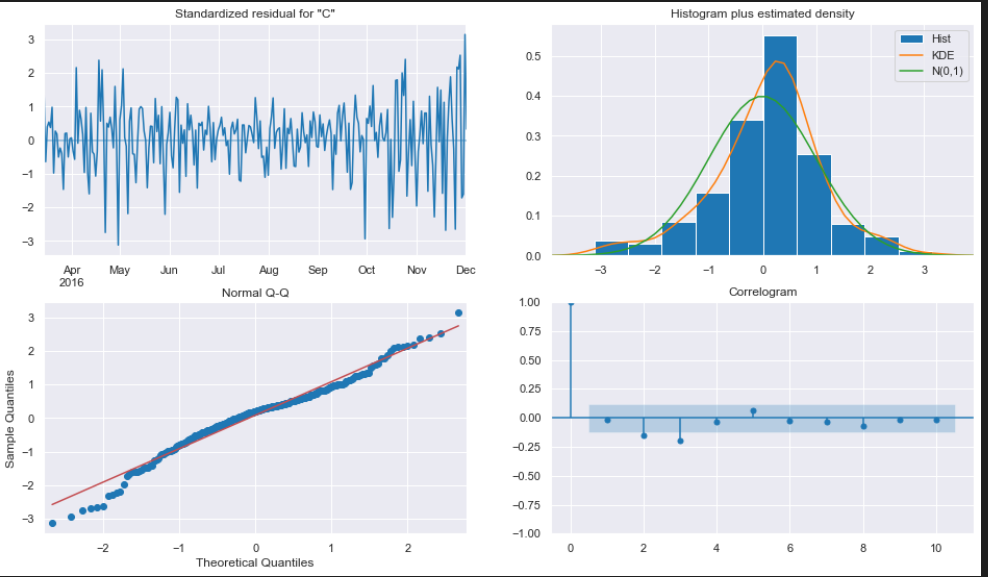 Standardized residual for "C"
3
2
1
0
−1
−2
−3
Apr
2016
May
Jun
Jul
Aug
Sep
Oct
Nov
Dec
Histogram plus estimated density
0.5
0.4
0.3
0.2
0.1
0.0
−3
−2
−1
0
1
2
3
Hist
KDE
N(0,1)
Normal Q-Q
Sample Quantiles
3
2
1
0
−1
−2
−3
−2
−1
0
1
2
Theoretical Quantiles
Correlogram
1.00
0.75
0.50
0.25
0.00
−0.25
−0.50
−0.75
−1.00
0
2
4
6
8
10